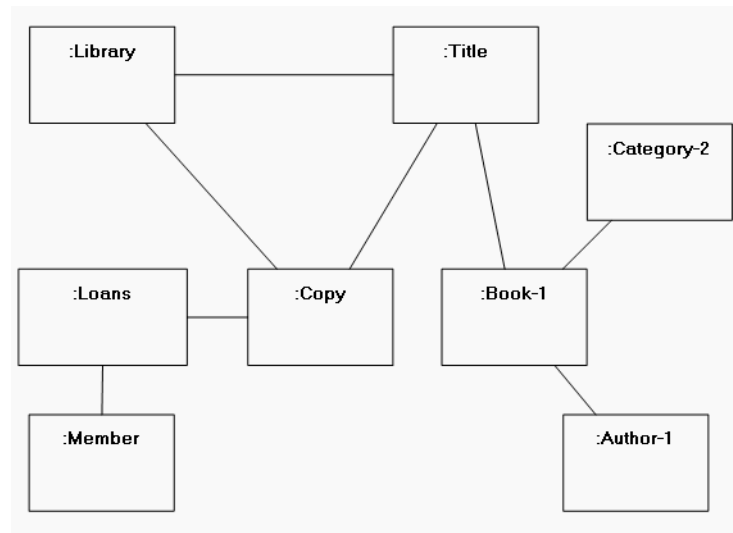 :Library
:Title
:Category-2
:Loans
:Copy
:Book-1
:Member
:Author-1